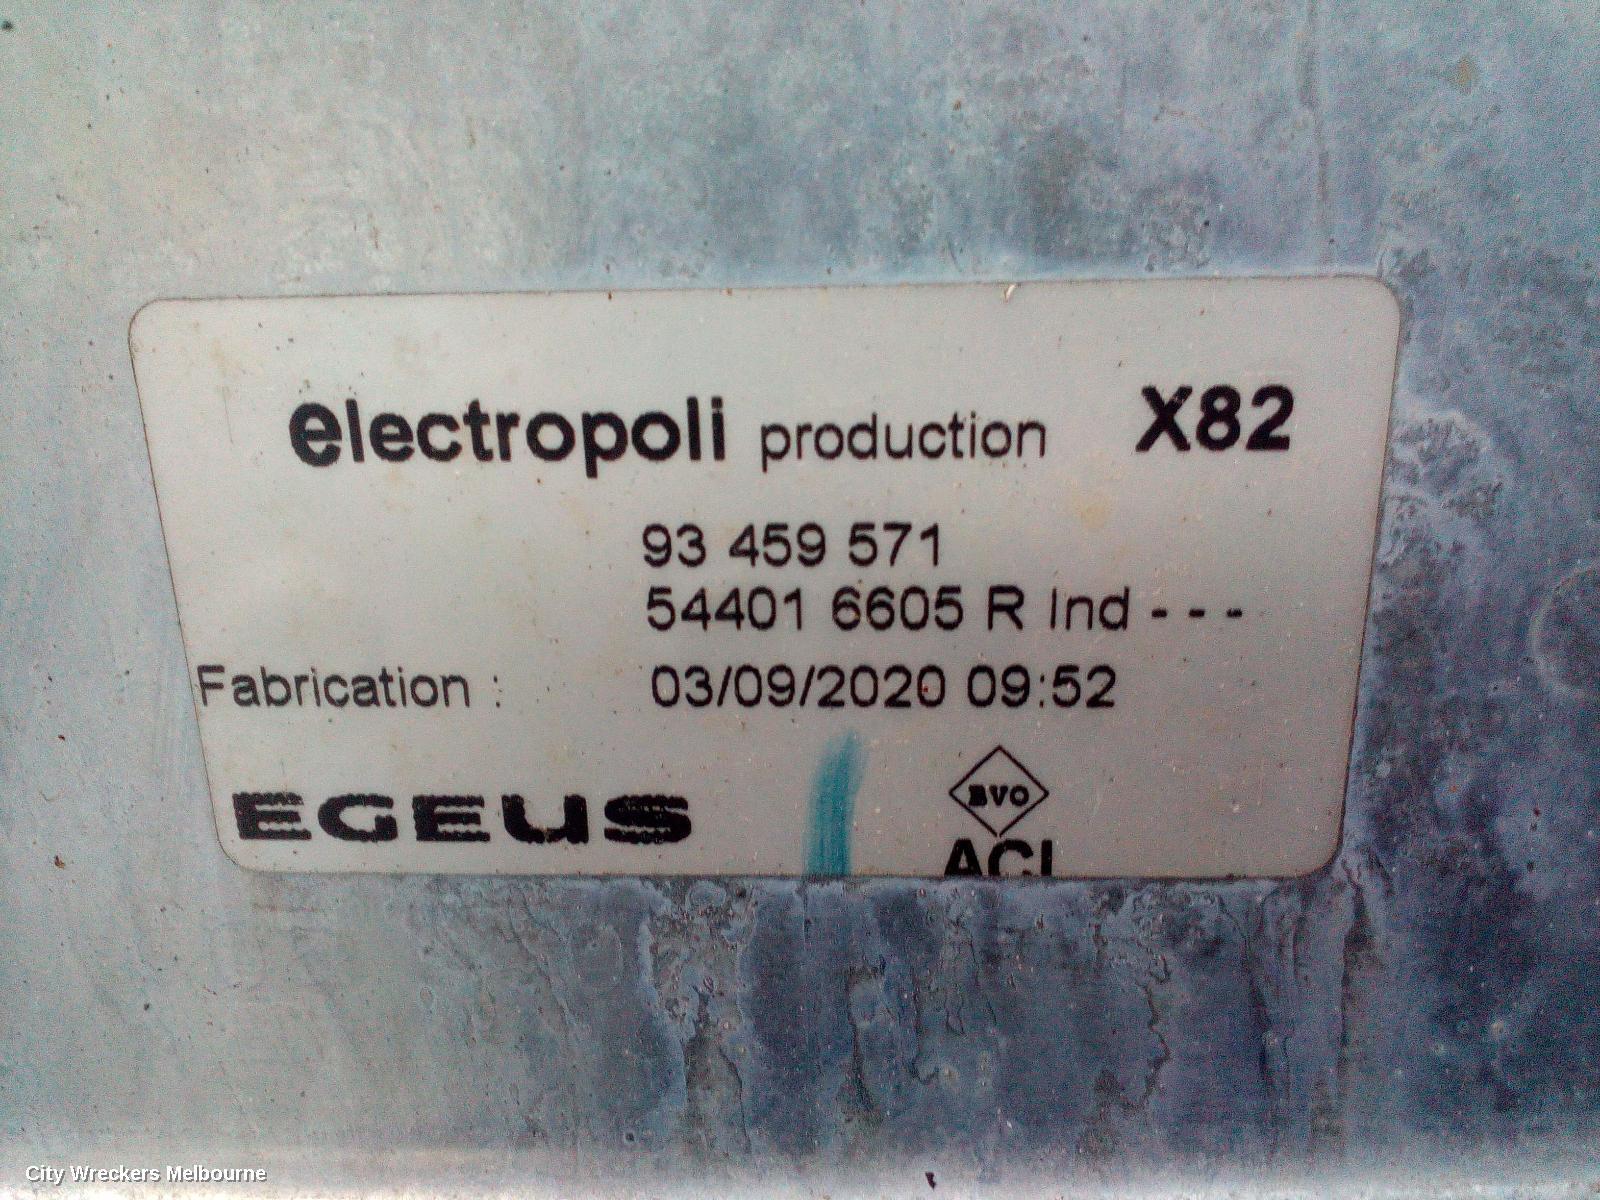 electropoli production X82
93 459 571
54401 6605 R Ind - - -
Fabrication : 03/09/2020 09:52
EGEUS
BVO
ACI
City Wreckers Melbourne